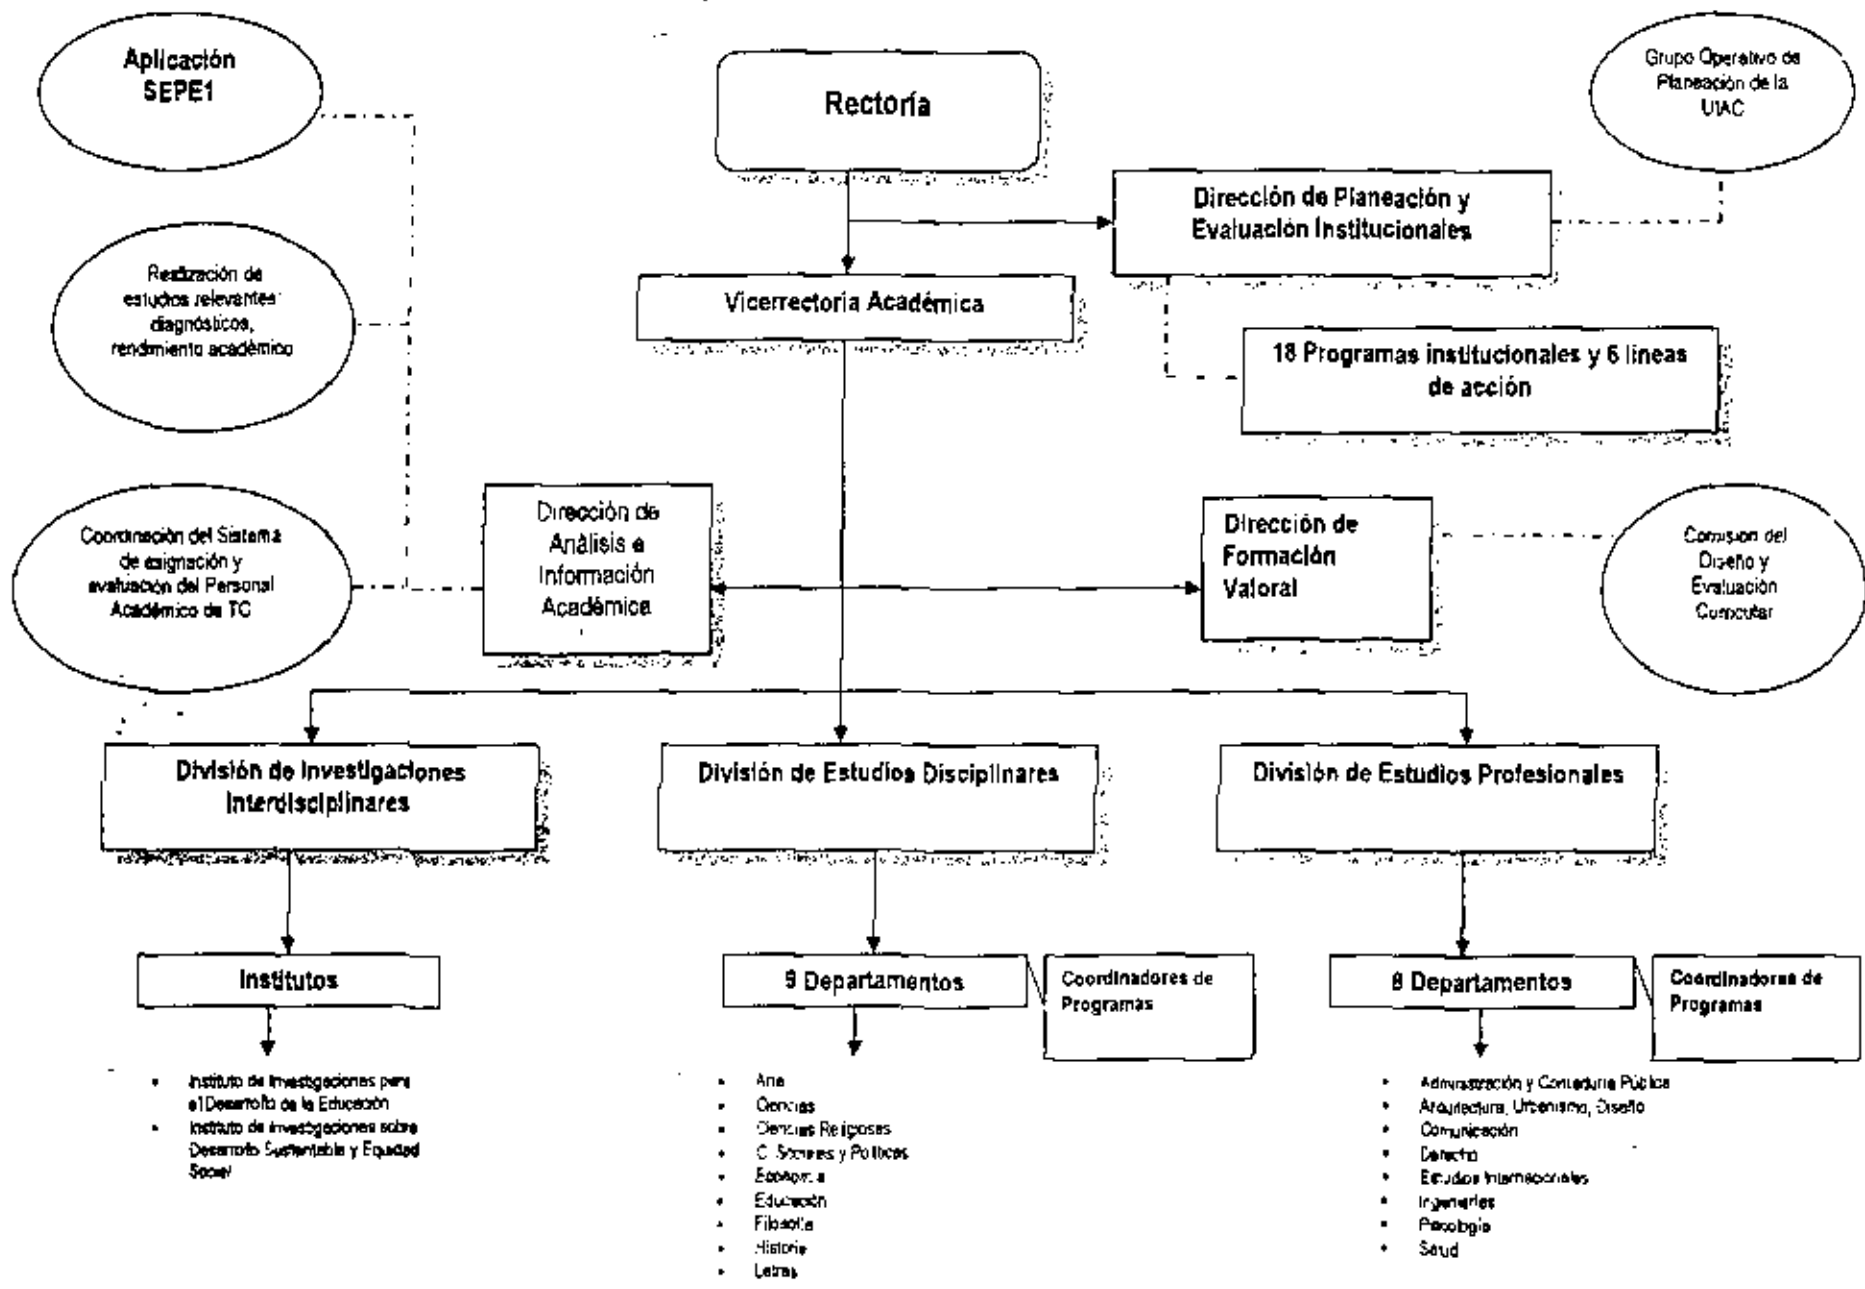 Aplicación
SEPE1
Rectoría
Grupo Operativo de
Planeación de la
UIAC
Dirección de Planeación y
Evaluación Institucionales
Realización de
estudios relevantes:
diagnósticos,
rendimiento académico
Vicerrectoría Académica
18 Programas institucionales y 6 líneas
de acción
Coordinación del Sistema
de asignación y
evaluación del Personal
Académico de TC
Dirección de
Análisis e
Información
Académica
Dirección de
Formación
Valoral
Comisión del
Diseño y
Evaluación
Curricular
División de Investigaciones
Interdisciplinares
División de Estudios Disciplinares
División de Estudios Profesionales
Institutos
9 Departamentos
Coordinadores de
Programas
8 Departamentos
Coordinadores de
Programas
Instituto de Investigaciones para
el Desarrollo de la Educación
Instituto de Investigaciones sobre
Desarrollo Sustentable y Equidad
Social
Arte
Ciencias
Ciencias Religiosas
C. Sociales y Políticas
Economía
Educación
Filosofía
Historia
Letras
Administración y Contaduría Pública
Arquitectura, Urbanismo, Diseño
Comunicación
Derecho
Estudios Internacionales
Ingenierías
Psicología
Salud